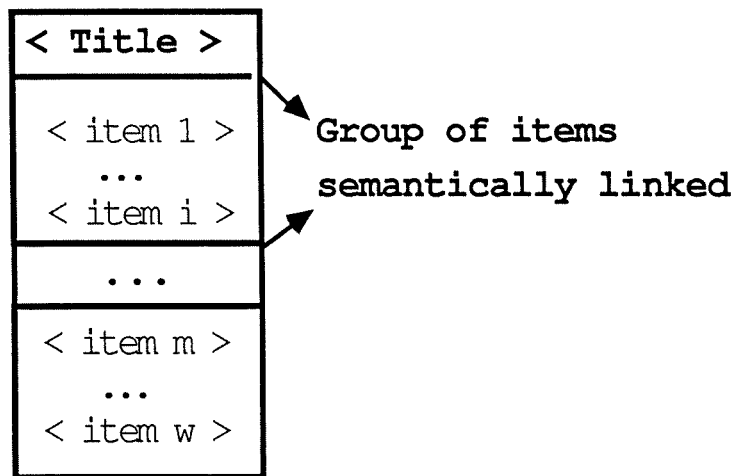 < Title >
< item 1 >
...
< item i >
Group of items
semantically linked
...
< item m >
...
< item w >